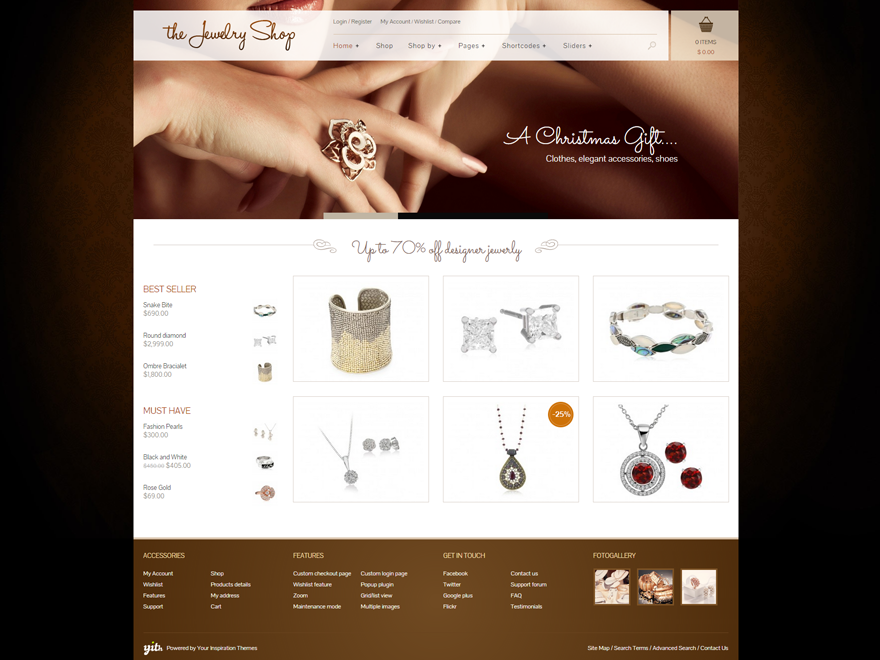 the Jewelry Shop
Login / Register My Account / Wishlist / Compare
Home + Shop Shop by + Pages + Shortcodes + Sliders +
0 ITEMS
$ 0.00
A Christmas Gift....
Clothes, elegant accessories, shoes
Up to 70% off designer jewerly
BEST SELLER
Snake Bite
$690.00
Round diamond
$2,999.00
Ombre Bracialet
$1,800.00
MUST HAVE
Fashion Pearls
$300.00
Black and White
$450.00 $405.00
Rose Gold
$69.00
-25%
ACCESSORIES FEATURES GET IN TOUCH FOTOGALLERY
My Account Shop Custom checkout page Custom login page Facebook Contact us
Wishlist Products details Wishlist feature Popup plugin Twitter Support forum
Features My address Zoom Grid/list view Google plus FAQ
Support Cart Maintenance mode Multiple images Flickr Testimonials
yith Powered by Your Inspiration Themes Site Map / Search Terms / Advanced Search / Contact Us